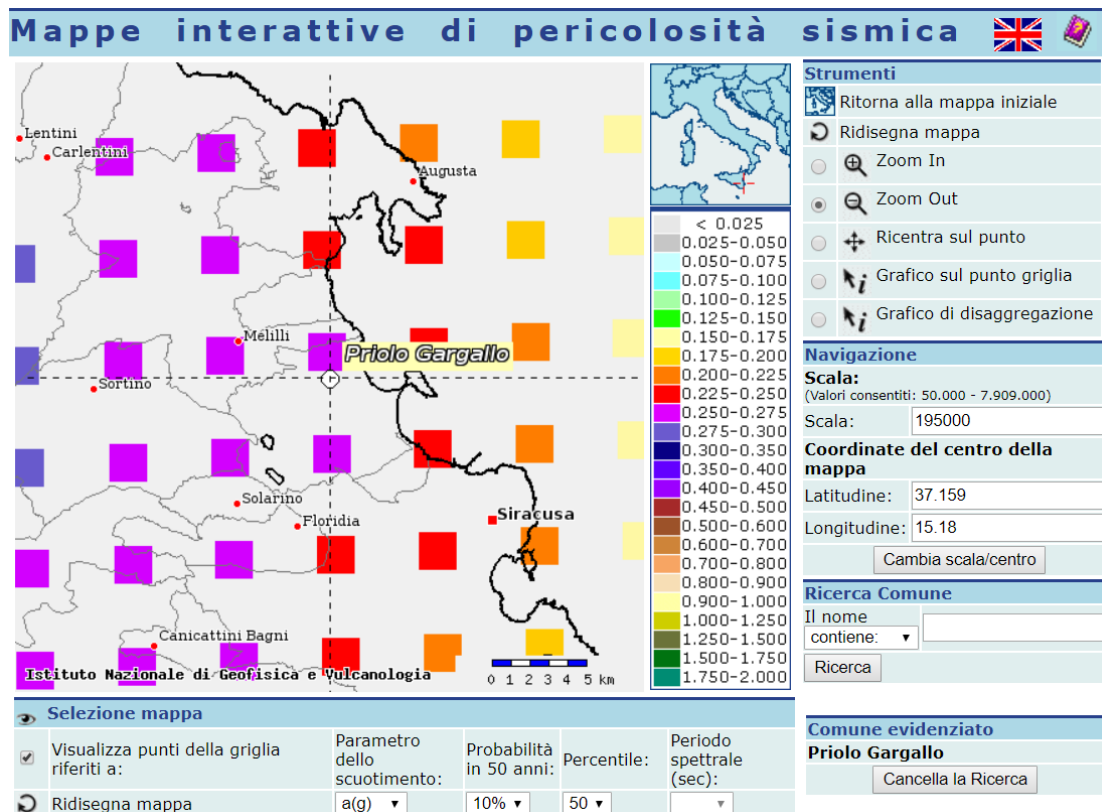 Mappe interattive di pericolosità sismica
Lentini
Carlentini
Augusta
Melilli
Priolo Gargallo
Sortino
Solarino
Floridia
Siracusa
Canicattini Bagni
Istituto Nazionale di Geofisica e Vulcanologia
0 1 2 3 4 5 km
< 0.025
0.025-0.050
0.050-0.075
0.075-0.100
0.100-0.125
0.125-0.150
0.150-0.175
0.175-0.200
0.200-0.225
0.225-0.250
0.250-0.275
0.275-0.300
0.300-0.350
0.350-0.400
0.400-0.450
0.450-0.500
0.500-0.600
0.600-0.700
0.700-0.800
0.800-0.900
0.900-1.000
1.000-1.250
1.250-1.500
1.500-1.750
1.750-2.000
Strumenti
Ritorna alla mappa iniziale
Ridisegna mappa
Zoom In
Zoom Out
Ricentra sul punto
i Grafico sul punto griglia
i Grafico di disaggregazione
Navigazione
Scala:
(Valori consentiti: 50.000 - 7.909.000)
Scala: 195000
Coordinate del centro della
mappa
Latitudine: 37.159
Longitudine: 15.18
Cambia scala/centro
Ricerca Comune
Il nome
contiene:
Ricerca
Comune evidenziato
Priolo Gargallo
Cancella la Ricerca
Selezione mappa
Visualizza punti della griglia
riferiti a:
Parametro
dello
scuotimento:
Probabilità
in 50 anni:
Percentile:
Periodo
spettrale
(sec):
Ridisegna mappa
a(g)
10%
50